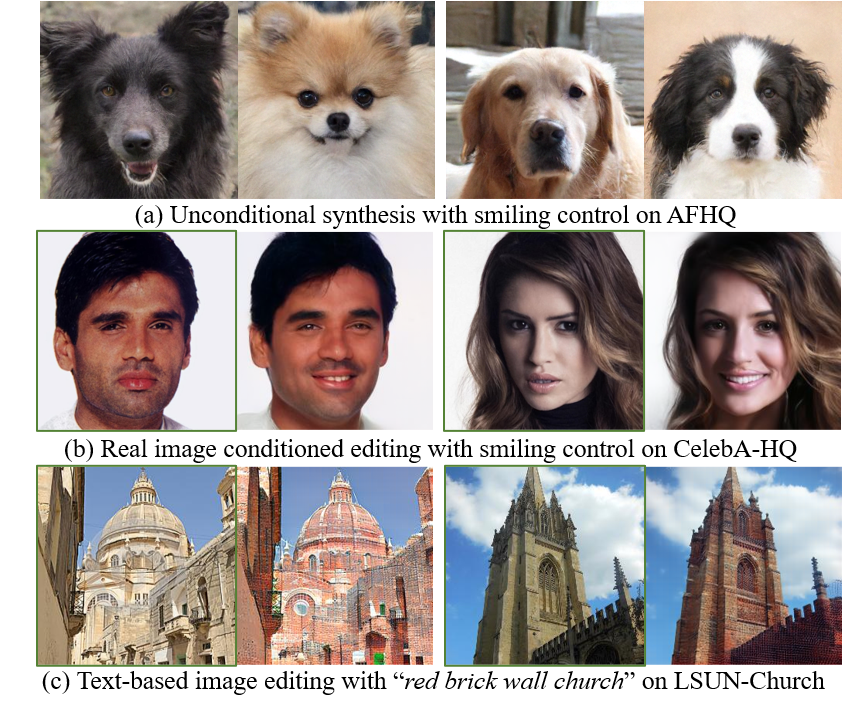 (a) Unconditional synthesis with smiling control on AFHQ
(b) Real image conditioned editing with smiling control on CelebA-HQ
(c) Text-based image editing with “red brick wall church” on LSUN-Church